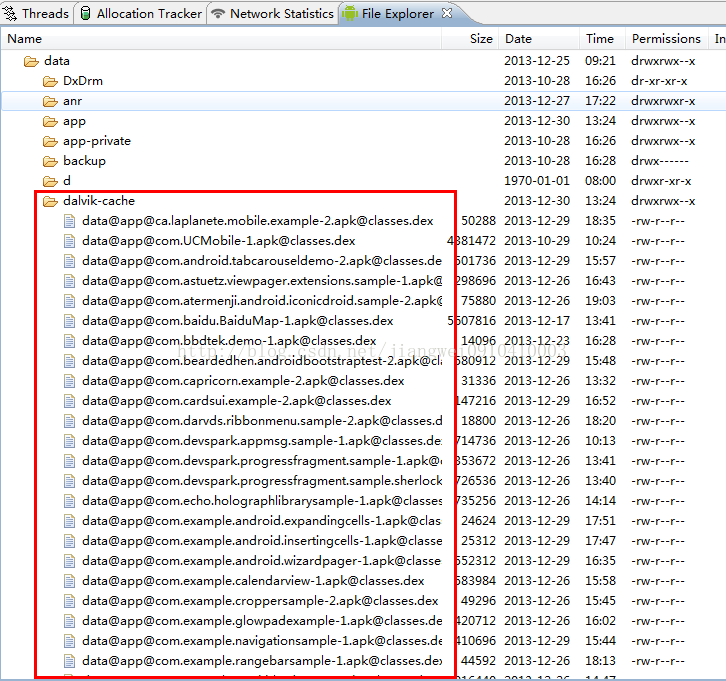 Threads Allocation Tracker Network Statistics File Explorer
Name Size Date Time Permissions In
data 2013-12-25 09:21 drwxrwx--x
DxDrm 2013-10-28 16:26 dr-xr-xr-x
anr 2013-12-27 17:22 drwxrwxr-x
app 2013-12-30 13:24 drwxrwx--x
app-private 2013-10-28 16:26 drwxrwx--x
backup 2013-10-28 16:28 drwx------
d 1970-01-01 08:00 drwxr-xr-x
dalvik-cache 2013-12-30 13:24 drwxrwx--x
data@app@ca.laplanete.mobile.example-2.apk@classes.dex 50288 2013-12-29 18:35 -rw-r--r--
data@app@com.UCMobile-1.apk@classes.dex 4381472 2013-10-29 10:24 -rw-r--r--
data@app@com.android.tabcarouseldemo-2.apk@classes.de 501736 2013-12-29 15:57 -rw-r--r--
data@app@com.astuetz.viewpager.extensions.sample-1.apk@ 298696 2013-12-26 16:43 -rw-r--r--
data@app@com.atermenji.android.iconicdroid.sample-2.apk@ 75880 2013-12-26 19:03 -rw-r--r--
data@app@com.baidu.BaiduMap-1.apk@classes.dex 5607816 2013-12-17 13:41 -rw-r--r--
data@app@com.bbdtek.demo-1.apk@classes.dex 14096 2013-12-23 16:28 -rw-r--r--
http://blog.csdn.net/jiangwei0910410003
data@app@com.beardedhen.androidbootstraptest-2.apk@cla 580912 2013-12-29 15:48 -rw-r--r--
data@app@com.capricorn.example-2.apk@classes.dex 31336 2013-12-26 13:32 -rw-r--r--
data@app@com.cardsui.example-2.apk@classes.dex 147216 2013-12-29 16:52 -rw-r--r--
data@app@com.darvds.ribbonmenu.sample-2.apk@classes.d 18800 2013-12-26 18:20 -rw-r--r--
data@app@com.devspark.appmsg.sample-1.apk@classes.de 714736 2013-12-26 10:13 -rw-r--r--
data@app@com.devspark.progressfragment.sample-1.apk@ 353672 2013-12-26 13:41 -rw-r--r--
data@app@com.devspark.progressfragment.sample.sherlock 726536 2013-12-26 13:40 -rw-r--r--
data@app@com.echo.holographlibrarysample-1.apk@classes 735256 2013-12-26 14:14 -rw-r--r--
data@app@com.example.android.expandingcells-1.apk@clas 24624 2013-12-29 17:51 -rw-r--r--
data@app@com.example.android.insertingcells-1.apk@classe 25312 2013-12-29 17:47 -rw-r--r--
data@app@com.example.android.wizardpager-1.apk@classe 552312 2013-12-29 16:35 -rw-r--r--
data@app@com.example.calendarview-1.apk@classes.dex 583984 2013-12-26 15:58 -rw-r--r--
data@app@com.example.croppersample-2.apk@classes.dex 49296 2013-12-26 15:45 -rw-r--r--
data@app@com.example.glowpadexample-1.apk@classes.de 420712 2013-12-26 16:02 -rw-r--r--
data@app@com.example.navigationsample-1.apk@classes.de 410696 2013-12-29 15:44 -rw-r--r--
data@app@com.example.rangebarsample-1.apk@classes.dex 44592 2013-12-26 18:13 -rw-r--r--